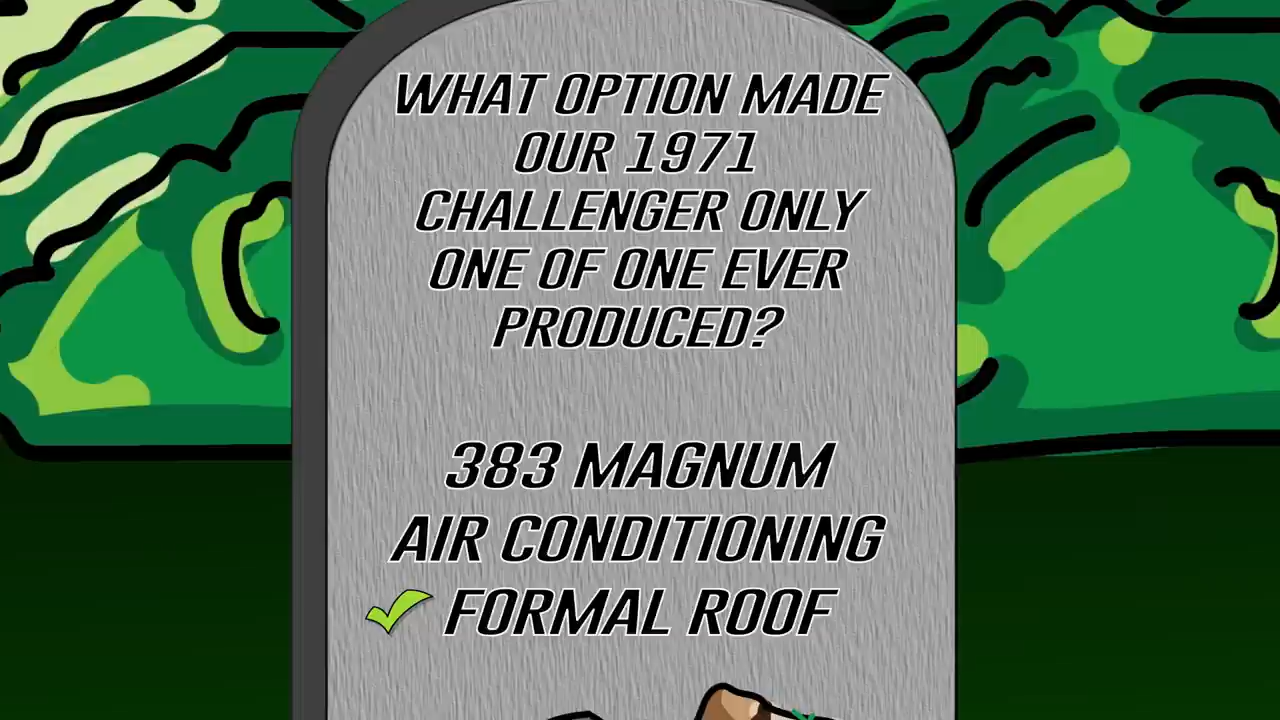 WHAT OPTION MADE
OUR 1971
CHALLENGER ONLY
ONE OF ONE EVER
PRODUCED?
383 MAGNUM
AIR CONDITIONING
FORMAL ROOF